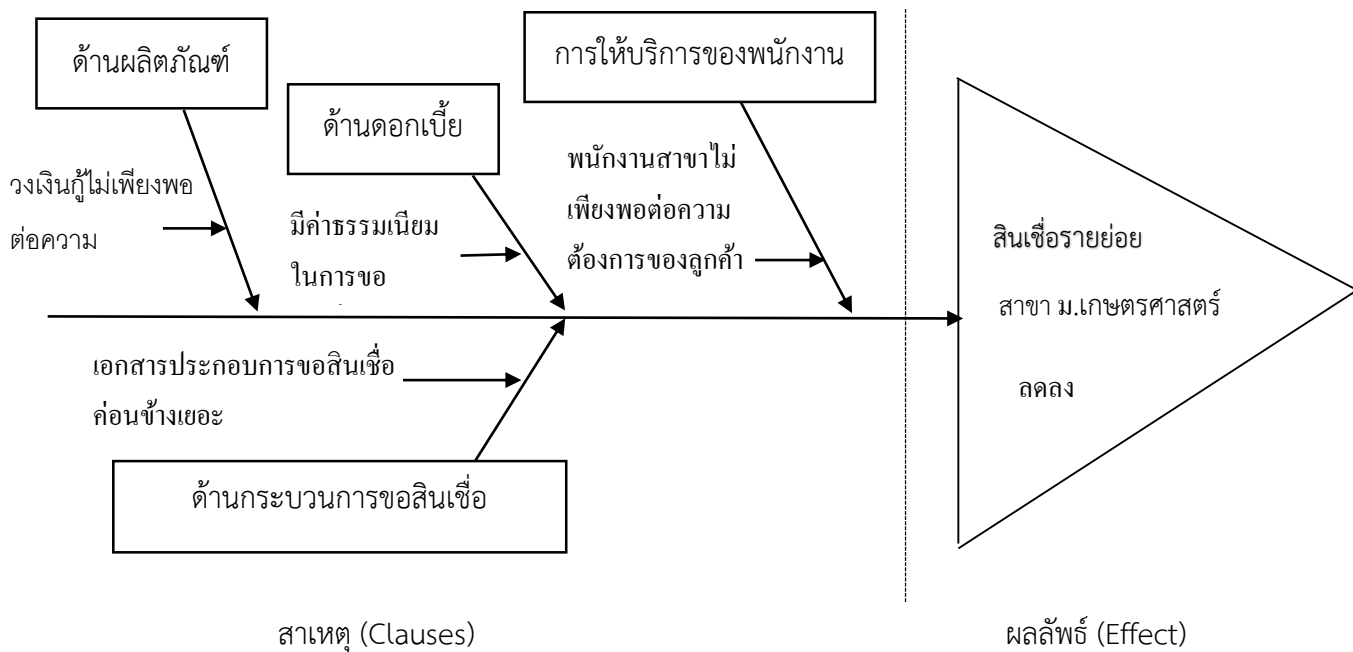 ด้านผลิตภัณฑ์
วงเงินกู้ไม่เพียงพอ
ต่อความ
ด้านดอกเบี้ย
มีค่าธรรมเนียม
ในการขอ
การให้บริการของพนักงาน
พนักงานสาขาไม่
เพียงพอต่อความ
ต้องการของลูกค้า
เอกสารประกอบการขอสินเชื่อ
ค่อนข้างเยอะ
ด้านกระบวนการขอสินเชื่อ
สินเชื่อรายย่อย
สาขา ม.เกษตรศาสตร์
ลดลง
สาเหตุ (Clauses)
ผลลัพธ์ (Effect)